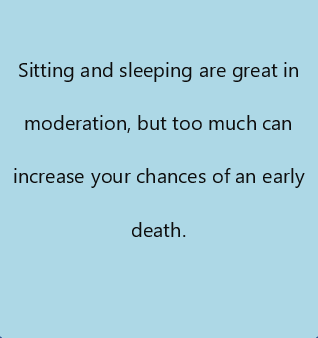 Sitting and sleeping are great in
moderation, but too much can
increase your chances of an early
death.